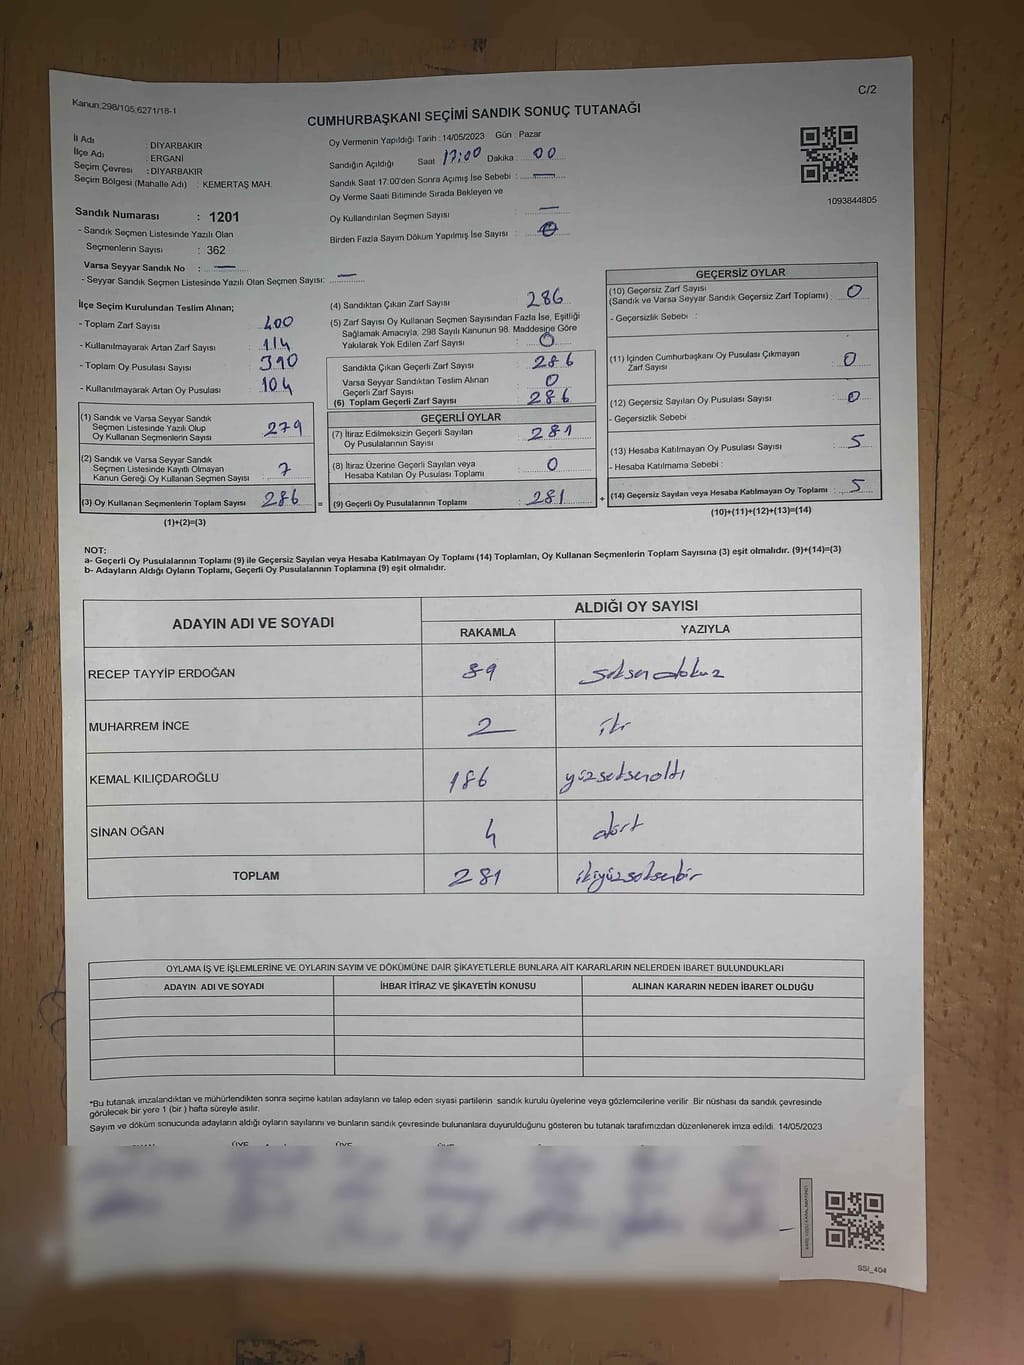 Kanun.298/105,6271/18-1
C/2
CUMHURBAŞKANI SEÇİMİ SANDIK SONUÇ TUTANAĞI
İl Adı : DİYARBAKIR
İlçe Adı : ERGANİ
Seçim Çevresi : DİYARBAKIR
Seçim Bölgesi (Mahalle Adı) : KEMERTAŞ MAH.
Sandık Numarası : 1201
- Sandık Seçmen Listesinde Yazılı Olan
Seçmenlerin Sayısı : 362
Varsa Seyyar Sandık No : —
- Seyyar Sandık Seçmen Listesinde Yazılı Olan Seçmen Sayısı: —
Oy Vermenin Yapıldığı Tarih : 14/05/2023 Gün : Pazar
Sandığın Açıldığı Saat 17:00 Dakika : 00
Sandık Saat 17:00'den Sonra Açımış İse Sebebi : —
Oy Verme Saati Bitiminde Sırada Bekleyen ve
Oy Kullandırılan Seçmen Sayısı : —
Birden Fazla Sayım Döküm Yapılmış İse Sayısı :
1093844805
İlçe Seçim Kurulundan Teslim Alınan;
- Toplam Zarf Sayısı : 400
- Kullanılmayarak Artan Zarf Sayısı : 114
- Toplam Oy Pusulası Sayısı : 390
- Kullanılmayarak Artan Oy Pusulası : 104
(1) Sandık ve Varsa Seyyar Sandık
Seçmen Listesinde Yazılı Olup
Oy Kullanan Seçmenlerin Sayısı : 279
(2) Sandık ve Varsa Seyyar Sandık
Seçmen Listesinde Kayıtlı Olmayan
Kanun Gereği Oy Kullanan Seçmen Sayısı : 7
(3) Oy Kullanan Seçmenlerin Toplam Sayısı : 286 =
(1)+(2)=(3)
(4) Sandıktan Çıkan Zarf Sayısı : 286
(5) Zarf Sayısı Oy Kullanan Seçmen Sayısından Fazla İse, Eşitliği
Sağlamak Amacıyla, 298 Sayılı Kanunun 98. Maddesine Göre
Yakılarak Yok Edilen Zarf Sayısı : 0
Sandıkta Çıkan Geçerli Zarf Sayısı : 286
Varsa Seyyar Sandıktan Teslim Alınan
Geçerli Zarf Sayısı : 0
(6) Toplam Geçerli Zarf Sayısı : 286
GEÇERLİ OYLAR
(7) İtiraz Edilmeksizin Geçerli Sayılan
Oy Pusulalarının Sayısı : 281
(8) İtiraz Üzerine Geçerli Sayılan veya
Hesaba Katılan Oy Pusulası Toplamı : 0
(9) Geçerli Oy Pusulalarının Toplamı : 281 +
GEÇERSİZ OYLAR
(10) Geçersiz Zarf Sayısı
(Sandık ve Varsa Seyyar Sandık Geçersiz Zarf Toplamı) : 0
- Geçersizlik Sebebi :
(11) İçinden Cumhurbaşkanı Oy Pusulası Çıkmayan
Zarf Sayısı : 0
(12) Geçersiz Sayılan Oy Pusulası Sayısı : 0
- Geçersizlik Sebebi
(13) Hesaba Katılmayan Oy Pusulası Sayısı : 5
- Hesaba Katılmama Sebebi :
(14) Geçersiz Sayılan veya Hesaba Katılmayan Oy Toplamı : 5
(10)+(11)+(12)+(13)=(14)
NOT:
a- Geçerli Oy Pusulalarının Toplamı (9) ile Geçersiz Sayılan veya Hesaba Katılmayan Oy Toplamı (14) Toplamları, Oy Kullanan Seçmenlerin Toplam Sayısına (3) eşit olmalıdır. (9)+(14)=(3)
b- Adayların Aldığı Oyların Toplamı, Geçerli Oy Pusulalarının Toplamına (9) eşit olmalıdır.
ADAYIN ADI VE SOYADI ALDIĞI OY SAYISI
RAKAMLA YAZIYLA
RECEP TAYYİP ERDOĞAN 89 seksendokuz
MUHARREM İNCE 2 iki
KEMAL KILIÇDAROĞLU 186 yüzseksenaltı
SİNAN OĞAN 4 dört
TOPLAM 281 ikiyüzseksenbir
OYLAMA İŞ VE İŞLEMLERİNE VE OYLARIN SAYIM VE DÖKÜMÜNE DAİR ŞİKAYETLERLE BUNLARA AİT KARARLARIN NELERDEN İBARET BULUNDUKLARI
ADAYIN ADI VE SOYADI İHBAR İTİRAZ VE ŞİKAYETİN KONUSU ALINAN KARARIN NEDEN İBARET OLDUĞU
*Bu tutanak imzalandıktan ve mühürlendikten sonra seçime katılan adayların ve talep eden siyasi partilerin sandık kurulu üyelerine veya gözlemcilerine verilir .Bir nüshası da sandık çevresinde
görülecek bir yere 1 (bir ) hafta süreyle asılır.
Sayım ve döküm sonucunda adayların aldığı oyların sayılarını ve bunların sandık çevresinde bulunanlara duyurulduğunu gösteren bu tutanak tarafımızdan düzenlenerek imza edildi. 14/05/2023
ÜYE ÜYE ÜYE
SSI_404